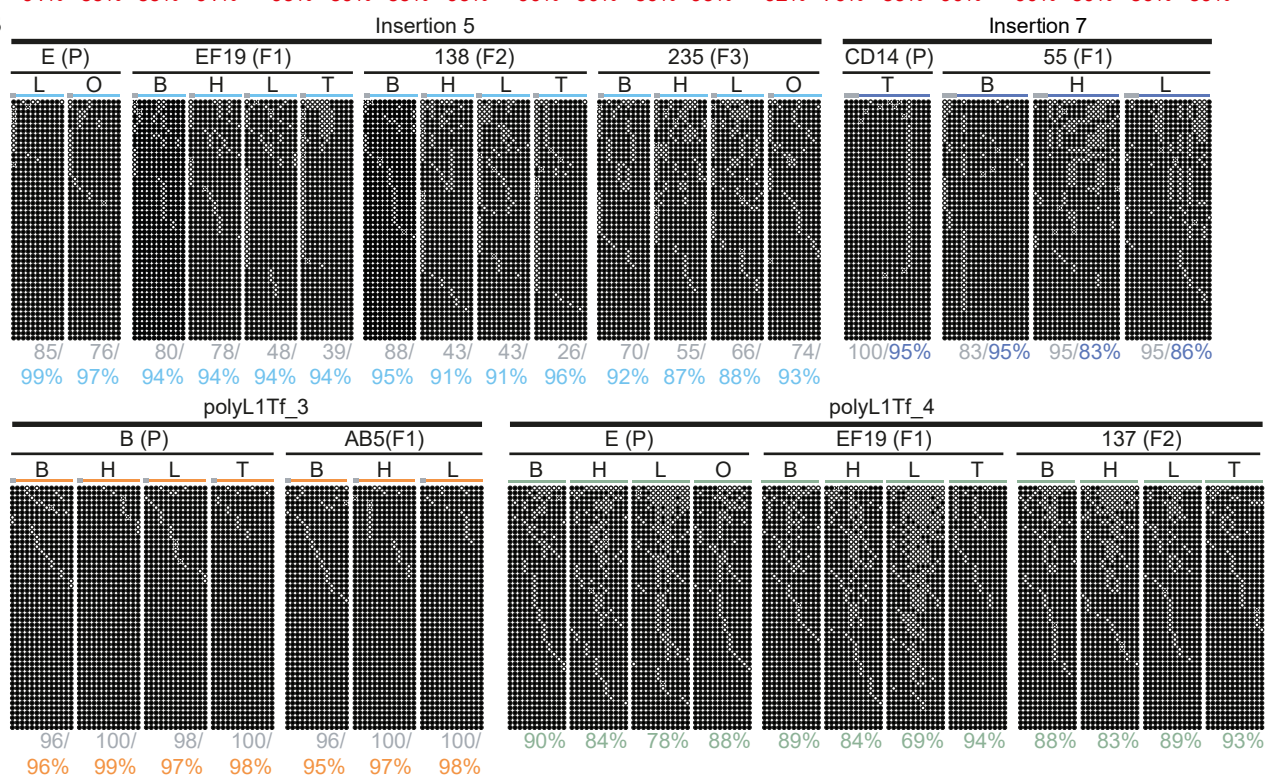 Insertion 5 Insertion 7
E (P) EF19 (F1) 138 (F2) 235 (F3) CD14 (P) 55 (F1)
L O B H L T B H L T B H L O T B H L
85/ 76/ 80/ 78/ 48/ 39/ 88/ 43/ 43/ 26/ 70/ 55/ 66/ 74/ 100/95% 83/95% 95/83% 95/86%
99% 97% 94% 94% 94% 94% 95% 91% 91% 96% 92% 87% 88% 93%
polyL1Tf_3 polyL1Tf_4
B (P) AB5(F1) E (P) EF19 (F1) 137 (F2)
B H L T B H L B H L O B H L T B H L T
96/ 100/ 98/ 100/ 96/ 100/ 100/ 90% 84% 78% 88% 89% 84% 69% 94% 88% 83% 89% 93%
96% 99% 97% 98% 95% 97% 98%